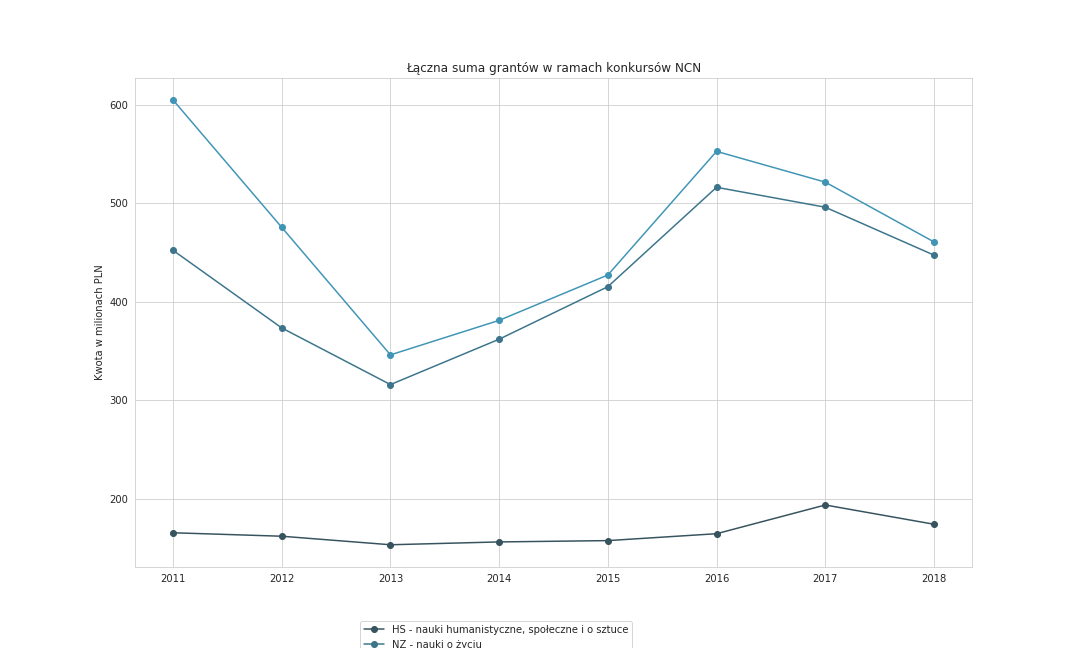 Łączna suma grantów w ramach konkursów NCN
Kwota w milionach PLN
600
500
400
300
200
2011 2012 2013 2014 2015 2016 2017 2018
HS - nauki humanistyczne, społeczne i o sztuce
NZ - nauki o życiu